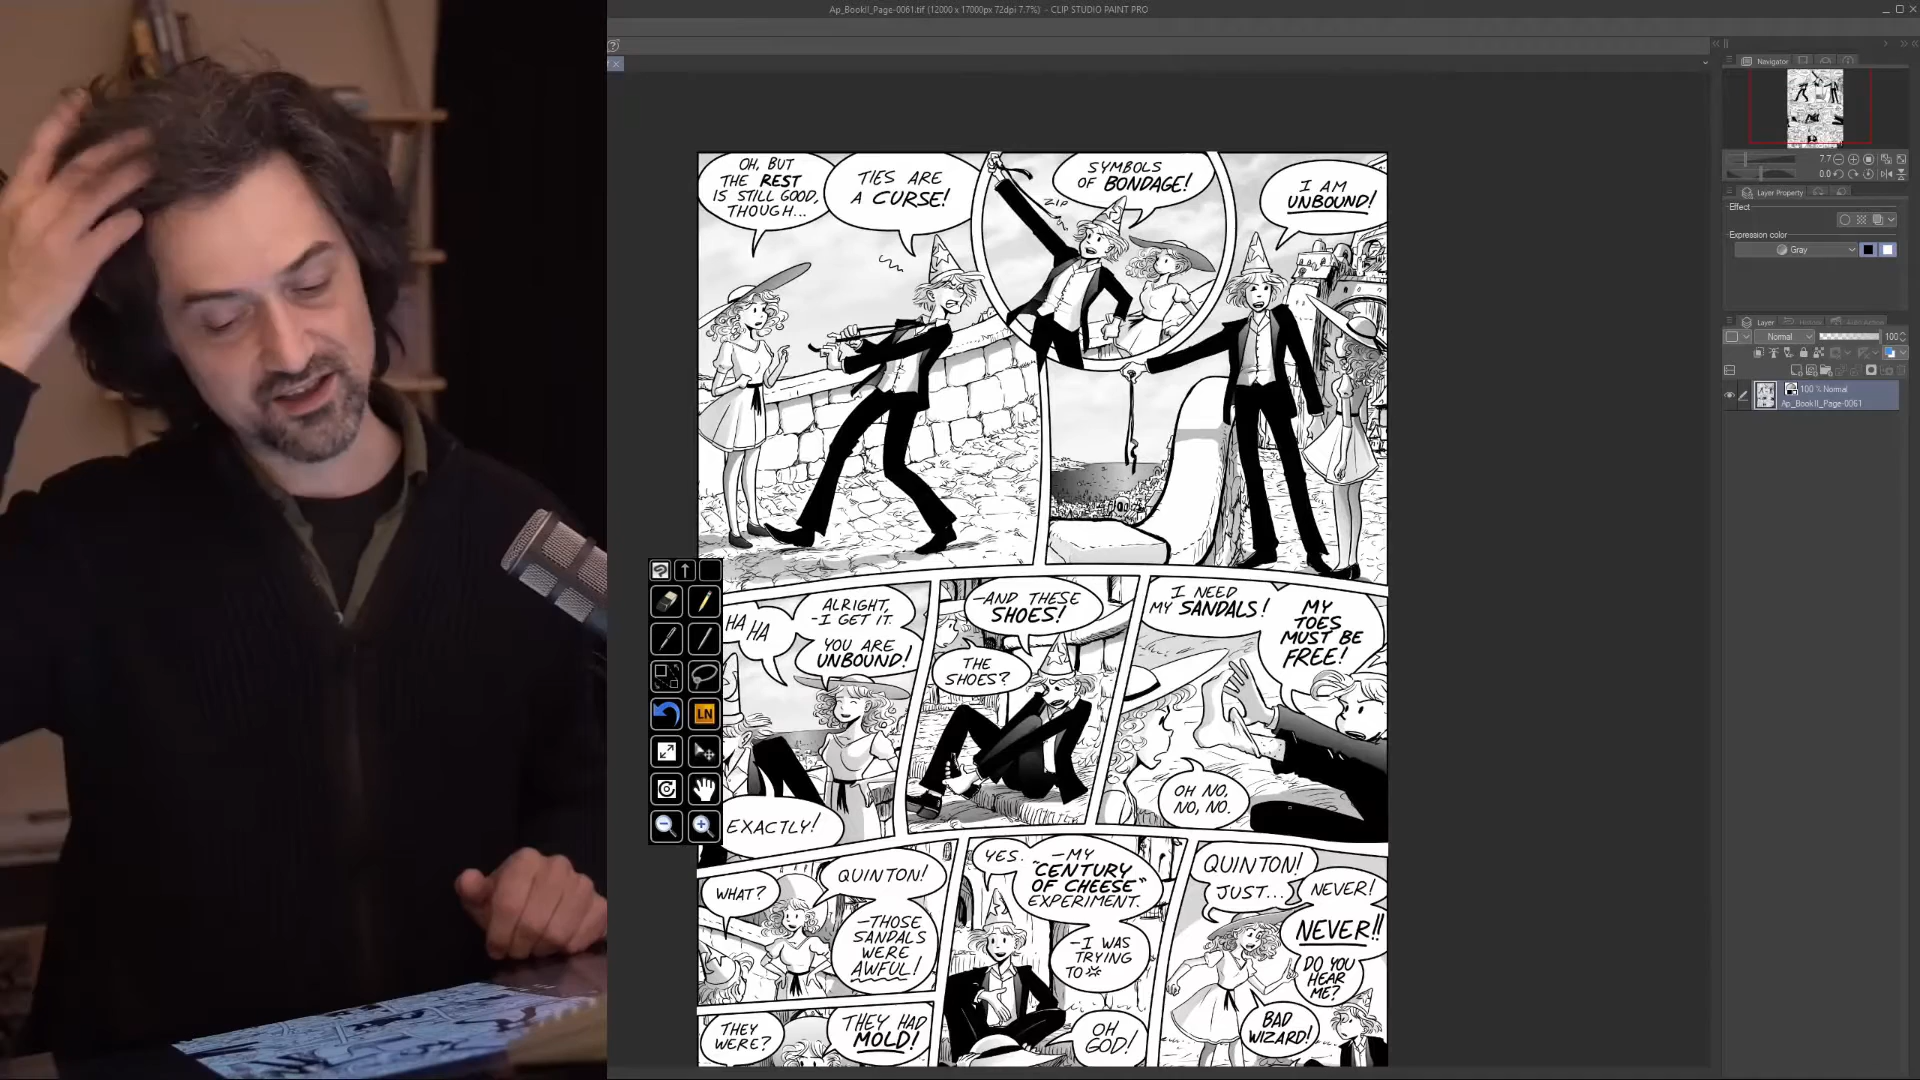 Ap_BookII_Page-0061.tif (12000 x 17000px 72dpi 7.7%) - CLIP STUDIO PAINT PRO
Navigator
7.7
0.0
Layer Property
Effect
Expression color
Gray
Layer
Normal
100
100 % Normal
Ap_BookII_Page-0061
LN
OH, BUT
THE REST
IS STILL GOOD,
THOUGH...
TIES ARE
A CURSE!
ZIP
SYMBOLS
OF BONDAGE!
I AM
UNBOUND!
HA
HA
ALRIGHT,
-I GET IT.
YOU ARE
UNBOUND!
EXACTLY!
-AND THESE
SHOES!
THE
SHOES?
I NEED
MY SANDALS!
MY
TOES
MUST BE
FREE!
OH NO,
NO, NO.
WHAT?
QUINTON!
-THOSE
SANDALS
WERE
AWFUL!
THEY
WERE?
THEY HAD
MOLD!
YES.
-MY
"CENTURY
OF CHEESE"
EXPERIMENT.
-I WAS
TRYING
TO
OH
GOD!
QUINTON!
JUST...
NEVER!
NEVER!!
DO YOU
HEAR
ME?
BAD
WIZARD!